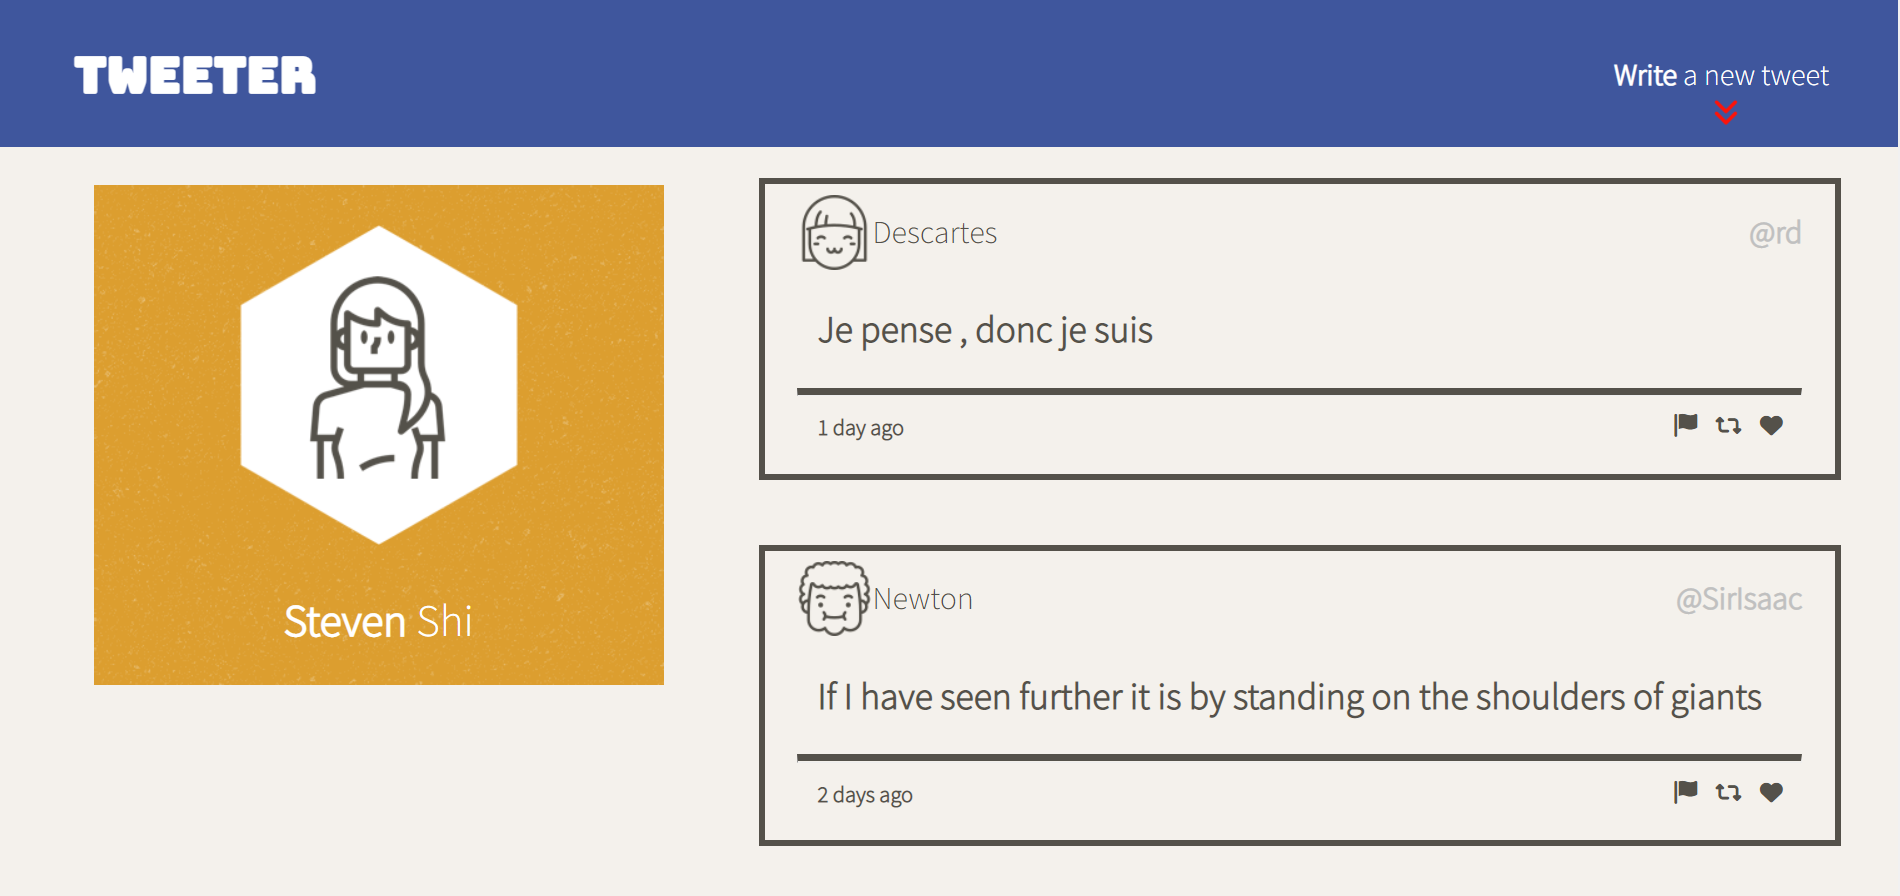 TWEETER
Write a new tweet
Steven Shi
Descartes @rd
Je pense , donc je suis
1 day ago
Newton @SirIsaac
If I have seen further it is by standing on the shoulders of giants
2 days ago